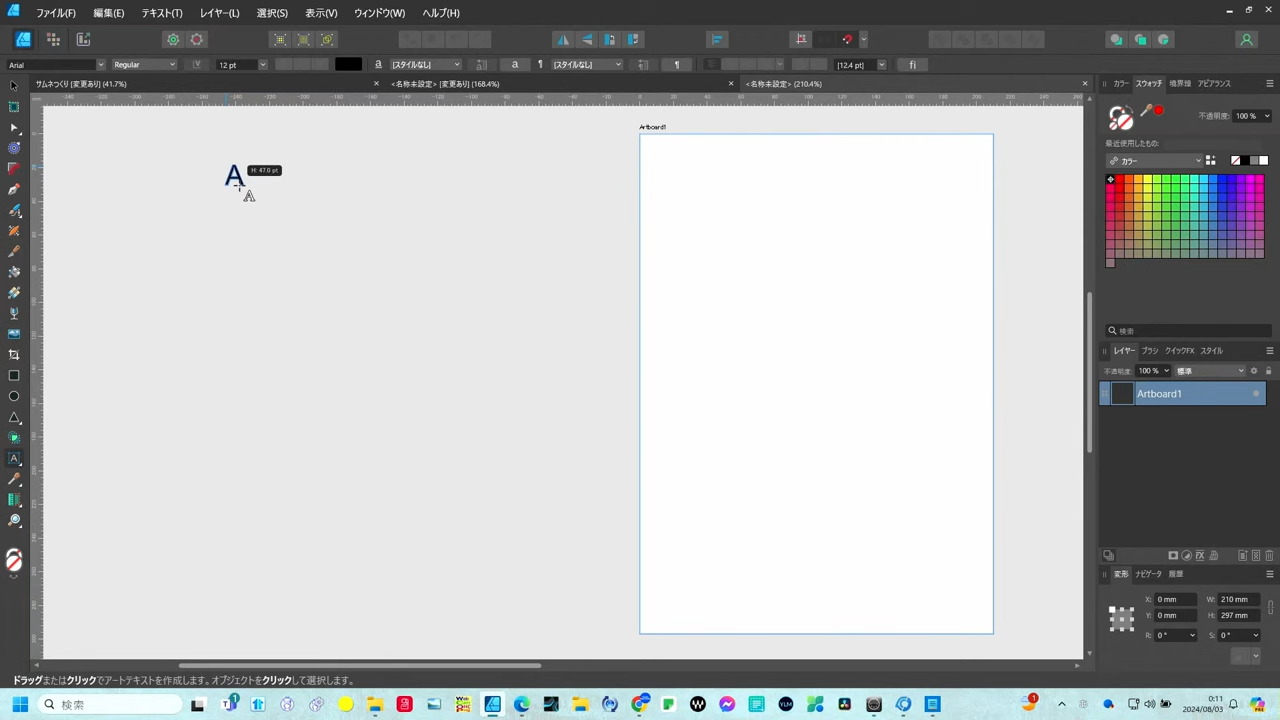 ファイル(F) 編集(E) テキスト(T) レイヤー(L) 選択(S) 表示(V) ウィンドウ(W) ヘルプ(H)
Arial Regular 12 pt a [スタイルなし] a ¶ [スタイルなし] ¶ [12.4 pt] fi
サムネつくり [変更あり] (41.7%) <名称未設定> [変更あり] (168.4%) <名称未設定> (210.4%)
カラー スウォッチ 境界線 アピアランス
不透明度: 100 %
最近使用したもの:
カラー
Artboard1
A H: 47.0 pt
A
検索
レイヤー ブラシ クイックFX スタイル
不透明度: 100 % 標準
Artboard1
変形 ナビゲータ 履歴
X: 0 mm W: 210 mm
Y: 0 mm H: 297 mm
R: 0 ° S: 0 °
ドラッグまたはクリックでアートテキストを作成します。オブジェクトをクリックして選択します。
検索
0:11
2024/08/03